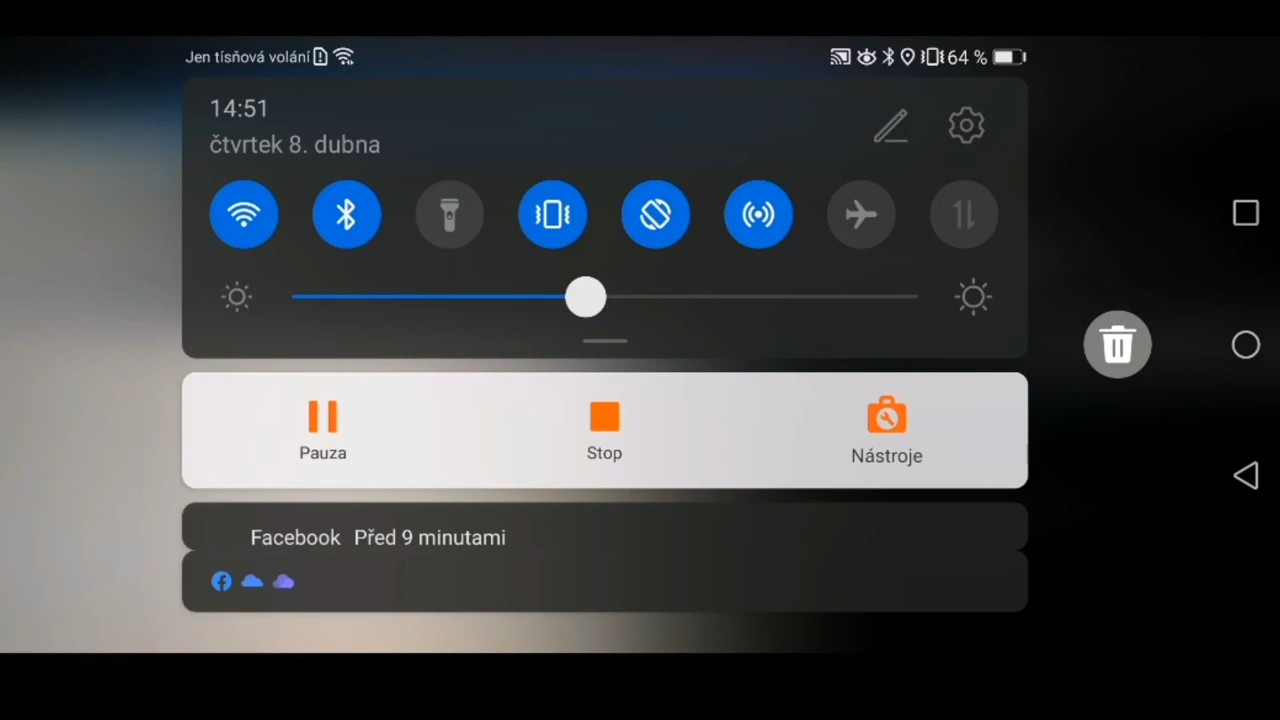 Jen tísňová volání 64 %
14:51
čtvrtek 8. dubna
Pauza Stop Nástroje
Facebook Před 9 minutami